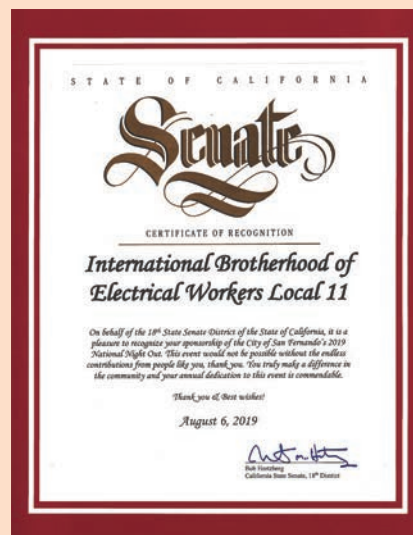 STATE OF CALIFORNIA
Senate
CERTIFICATE OF RECOGNITION
International Brotherhood of
Electrical Workers Local 11
On behalf of the 18th State Senate District of the State of California, it is a
pleasure to recognize your sponsorship of the City of San Fernando's 2019
National Night Out. This event would not be possible without the endless
contributions from people like you, thank you. You truly make a difference in
the community and your annual dedication to this event is commendable.
Thank you & Best wishes!
August 6, 2019
Bob Hertzberg
California State Senate, 18th District